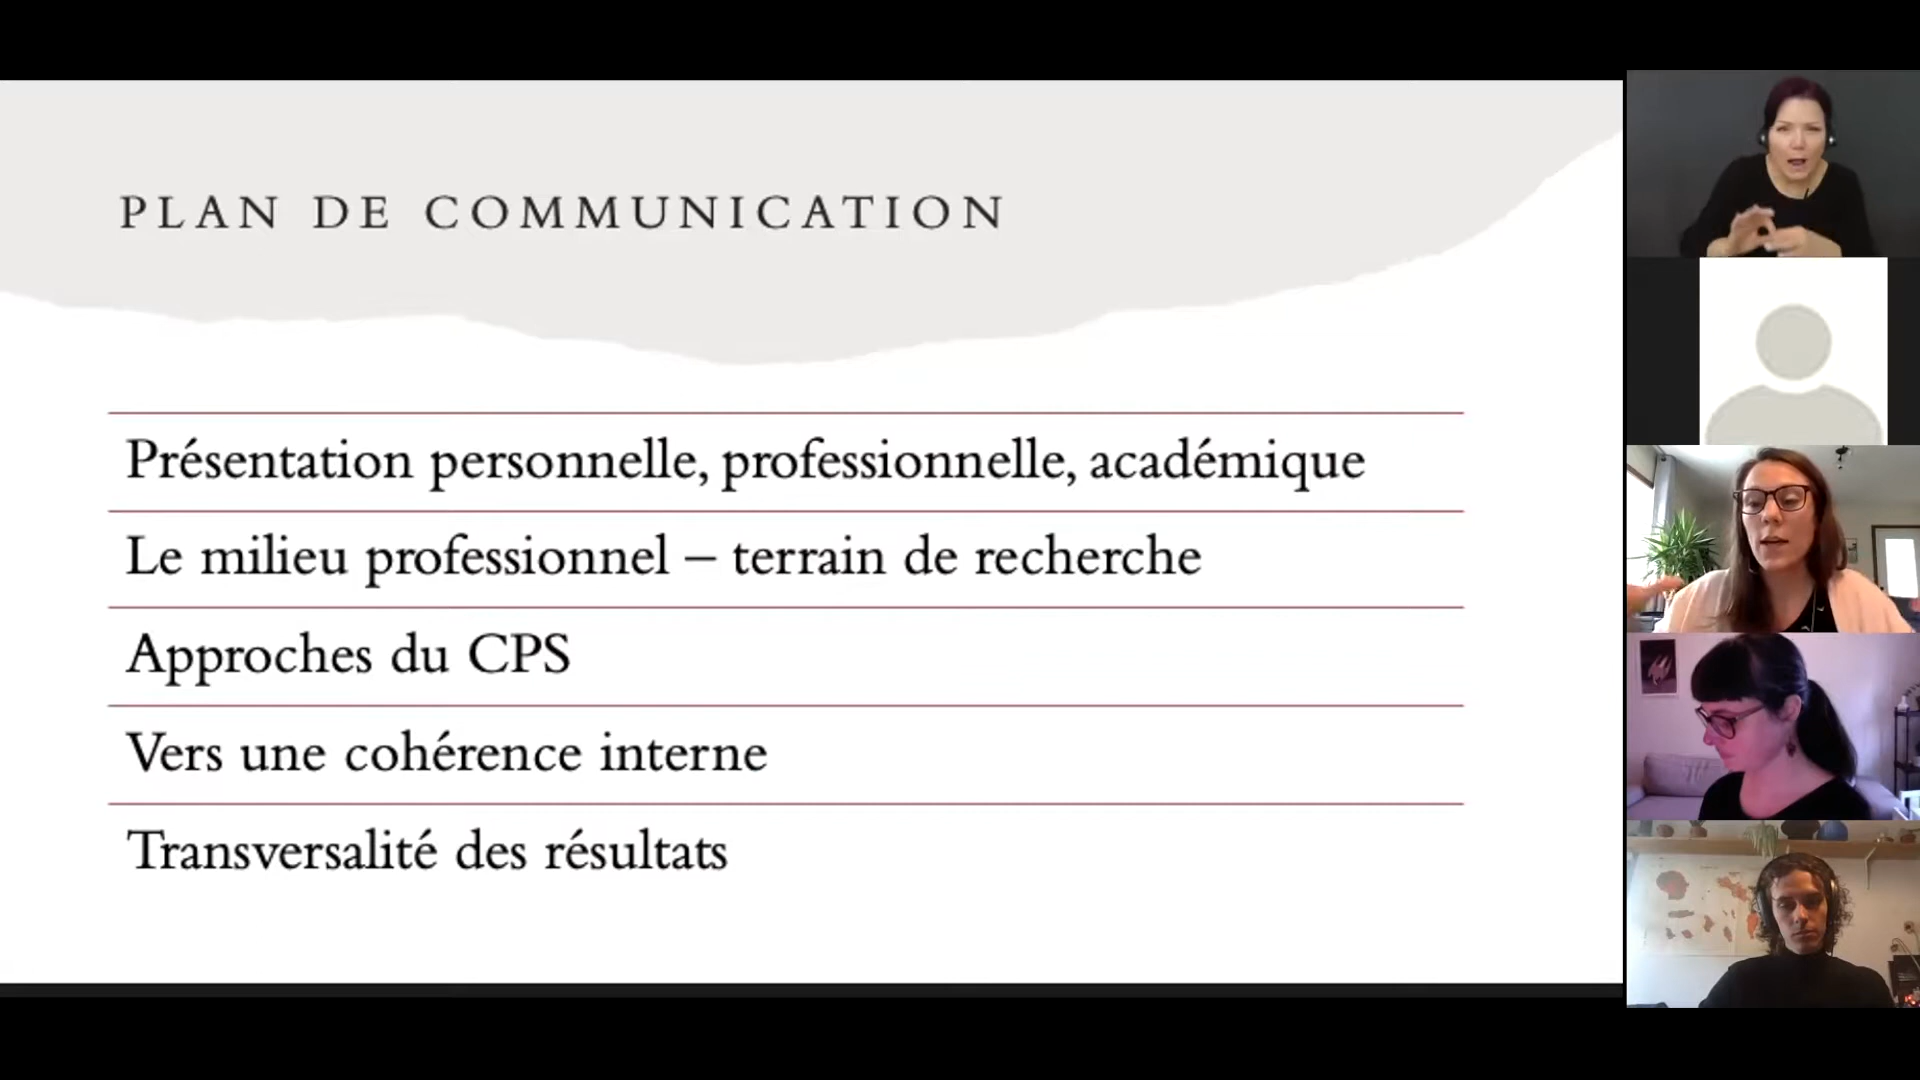 PLAN DE COMMUNICATION
Présentation personnelle, professionnelle, académique
Le milieu professionnel – terrain de recherche
Approches du CPS
Vers une cohérence interne
Transversalité des résultats